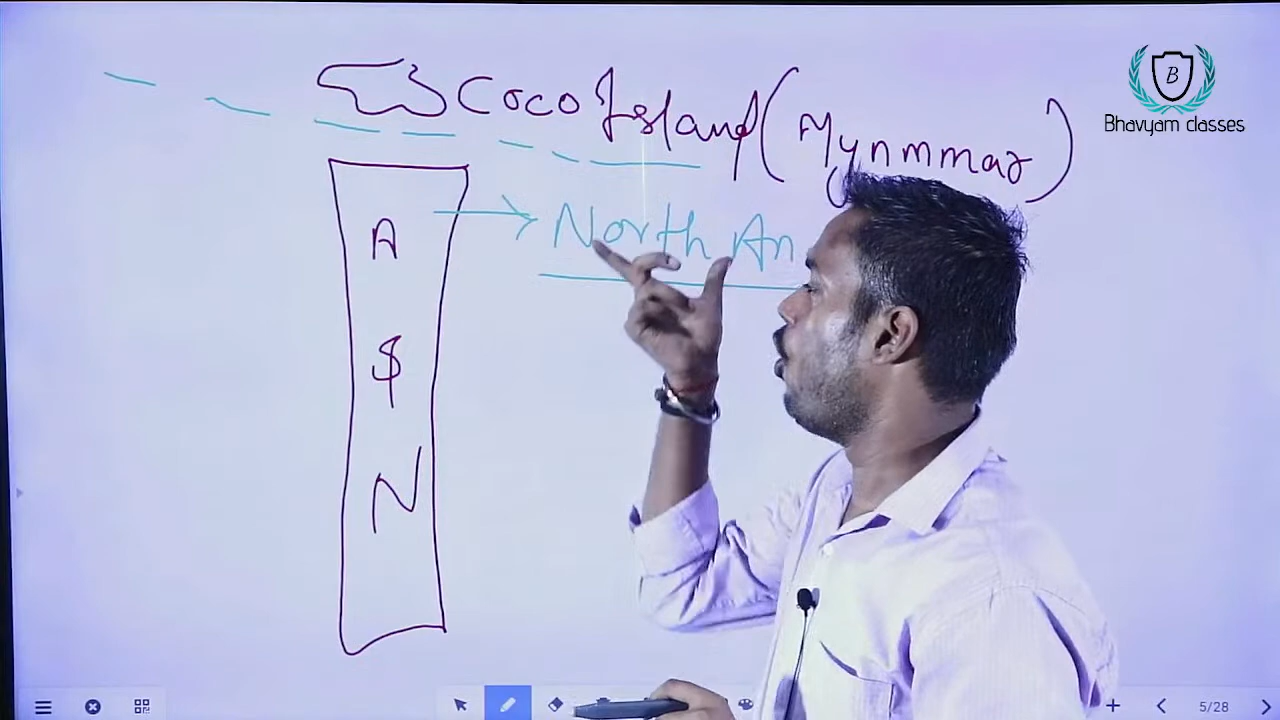 Coco Island (Mynmmar)
B
Bhavyam classes
A
North An
$
N
5/28